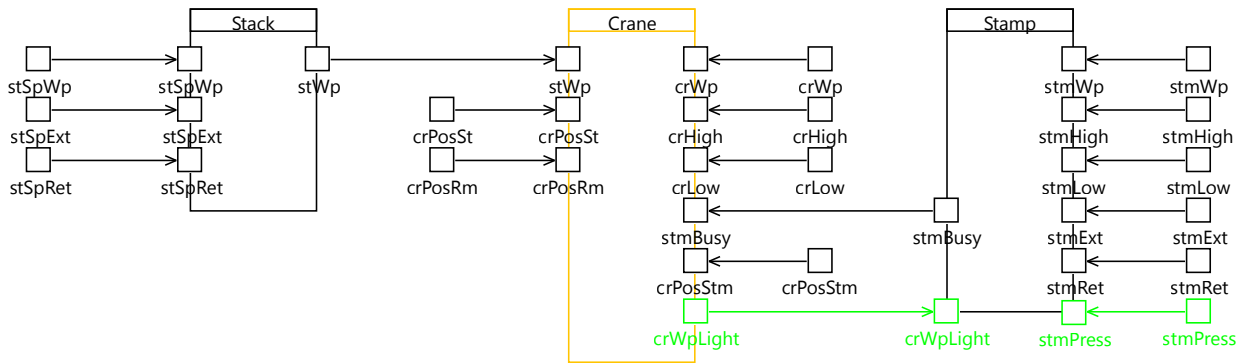 Stack Crane Stamp
stSpWp stSpWp stWp stWp crWp crWp stmWp stmWp
stSpExt stSpExt crPosSt crPosSt crHigh crHigh stmHigh stmHigh
stSpRet stSpRet crPosRm crPosRm crLow crLow stmLow stmLow
stmBusy stmBusy stmExt stmExt
crPosStm crPosStm stmRet stmRet
crWpLight crWpLight stmPress stmPress